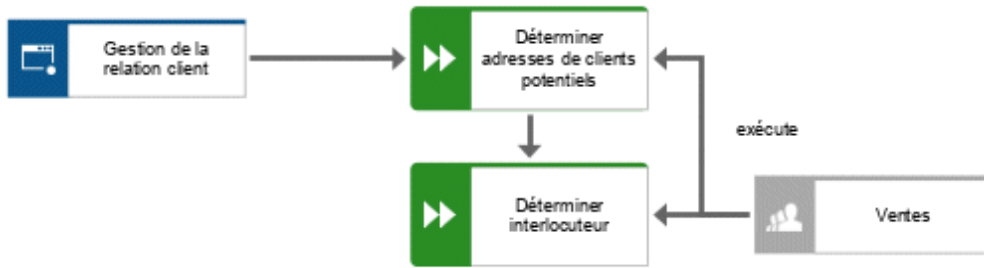 Gestion de la
relation client
Déterminer
adresses de clients
potentiels
exécute
Déterminer
interlocuteur
Ventes